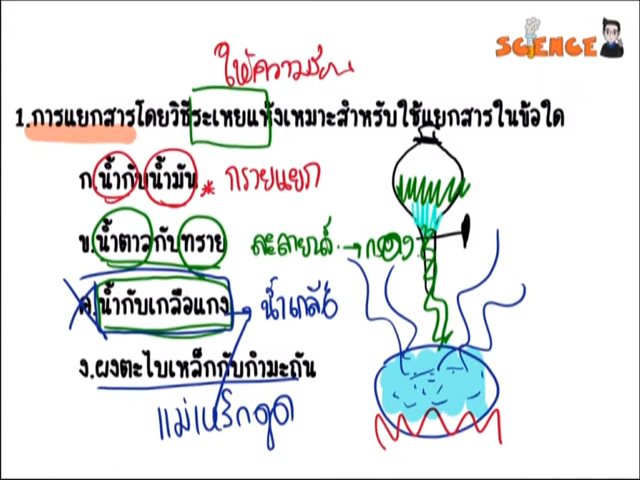 SCIENCE
ให้ความร้อน
1.การแยกสารโดยวิธีระเหยแห้งเหมาะสำหรับใช้แยกสารในข้อใด
ก.น้ำกับน้ำมัน * กรวยแยก
ข.น้ำตาลกับทราย ละลายน้ำ → กรอง
ค.น้ำกับเกลือแกง → น้ำเกลือ
ง.ผงตะไบเหล็กกับกำมะถัน
แม่เหล็กดูด